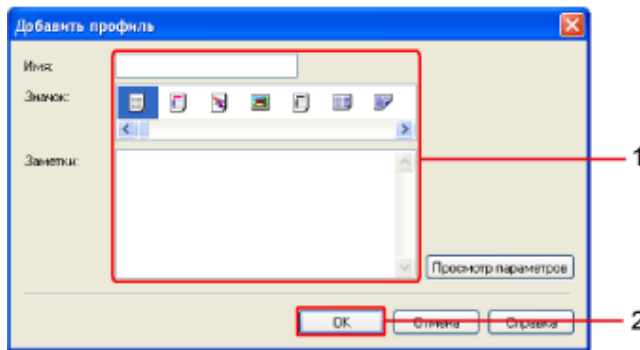 Добавить профиль
Имя:
Значок:
Заметки:
1
Просмотр параметров
OK Отмена Справка 2